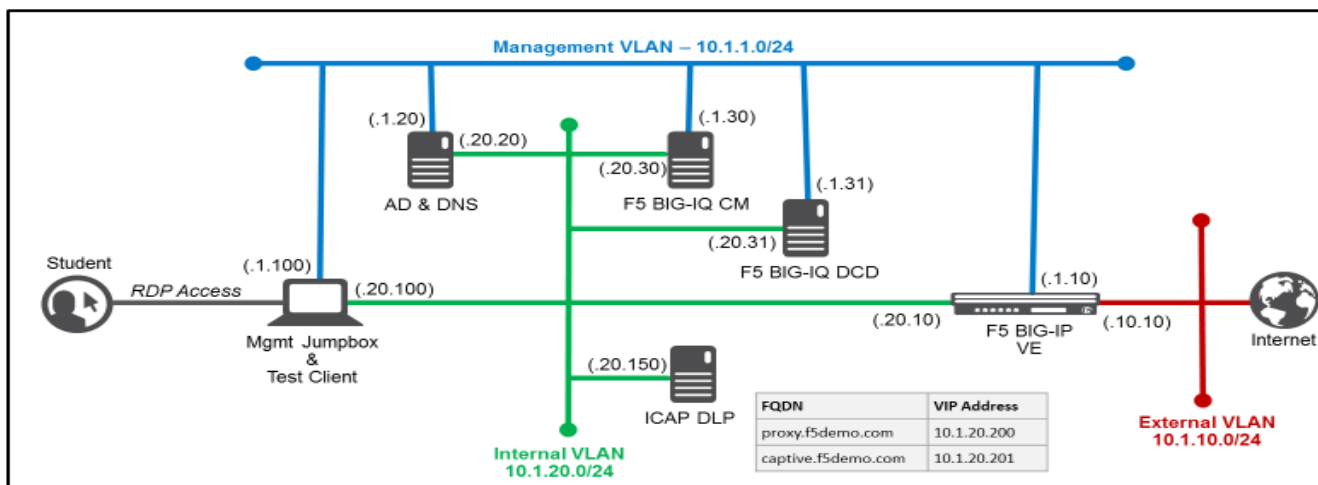 Management VLAN – 10.1.1.0/24
(.1.20)
(.20.20)
AD & DNS
(.1.30)
(.20.30)
F5 BIG-IQ CM
(.1.31)
(.20.31)
F5 BIG-IQ DCD
Student
RDP Access
(.1.100)
(.20.100)
Mgmt Jumpbox
&
Test Client
(.1.10)
(.20.10)
F5 BIG-IP
VE
(.10.10)
Internet
(.20.150)
ICAP DLP
Internal VLAN
10.1.20.0/24
FQDN VIP Address
proxy.f5demo.com 10.1.20.200
captive.f5demo.com 10.1.20.201
External VLAN
10.1.10.0/24